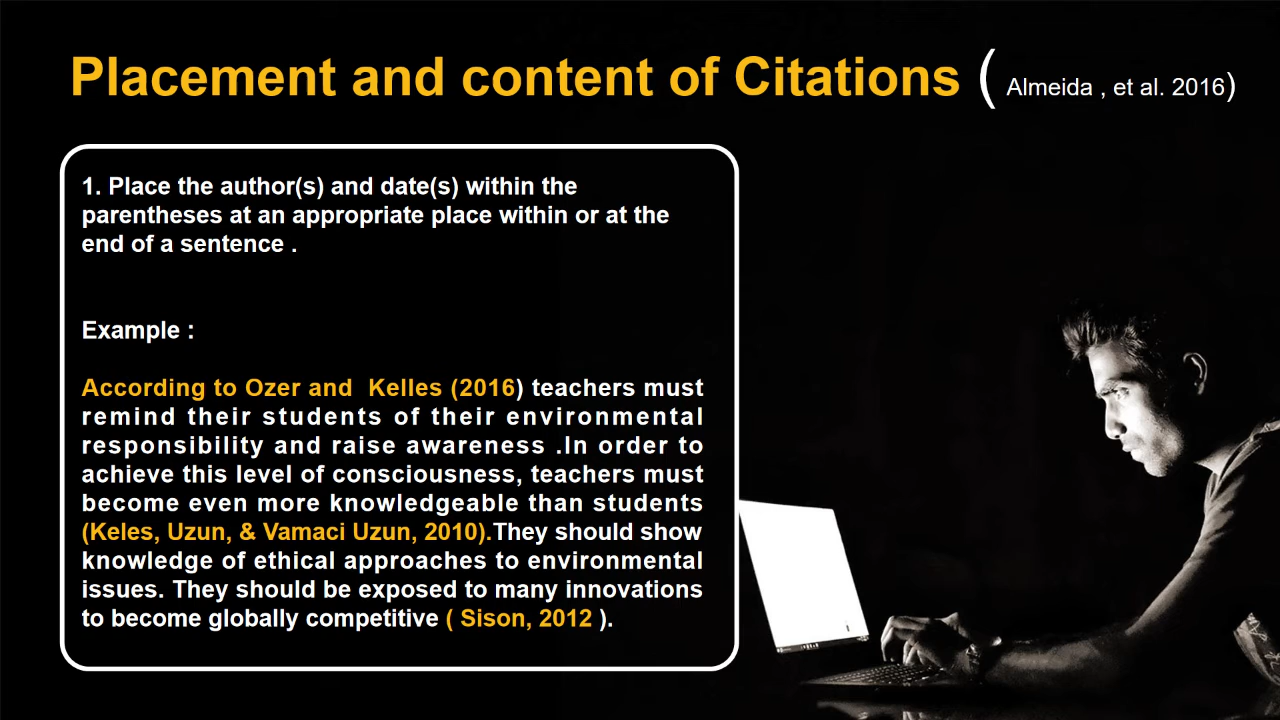 Placement and content of Citations ( Almeida , et al. 2016)
1. Place the author(s) and date(s) within the
parentheses at an appropriate place within or at the
end of a sentence .
Example :
According to Ozer and  Kelles (2016) teachers must
remind their students of their environmental
responsibility and raise awareness .In order to
achieve this level of consciousness, teachers must
become even more knowledgeable than students
(Keles, Uzun, & Vamaci Uzun, 2010).They should show
knowledge of ethical approaches to environmental
issues. They should be exposed to many innovations
to become globally competitive ( Sison, 2012 ).